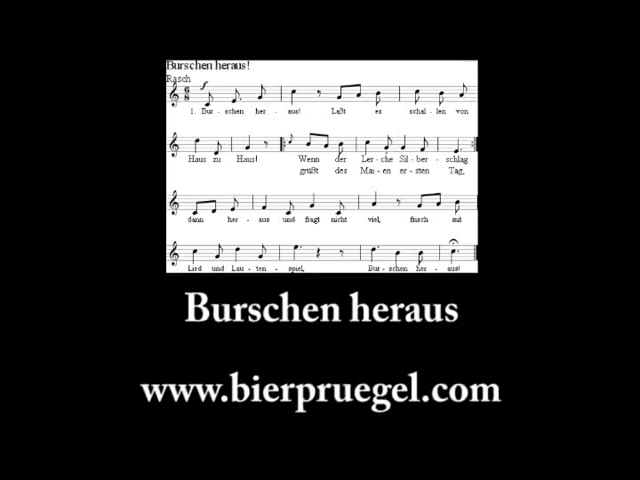 Burschen heraus!
Rasch
f
6
8
1. Bur - schen her - aus! Laßt es schal - len von
Haus zu Haus! Wenn der Ler - che Sil - ber - schlag
grüßt des Mai - en er - sten Tag,
dann her - aus und fragt nicht viel, frisch mit
Lied und Lau - ten - spiel, Bur - schen her - aus!
Burschen heraus
www.bierpruegel.com